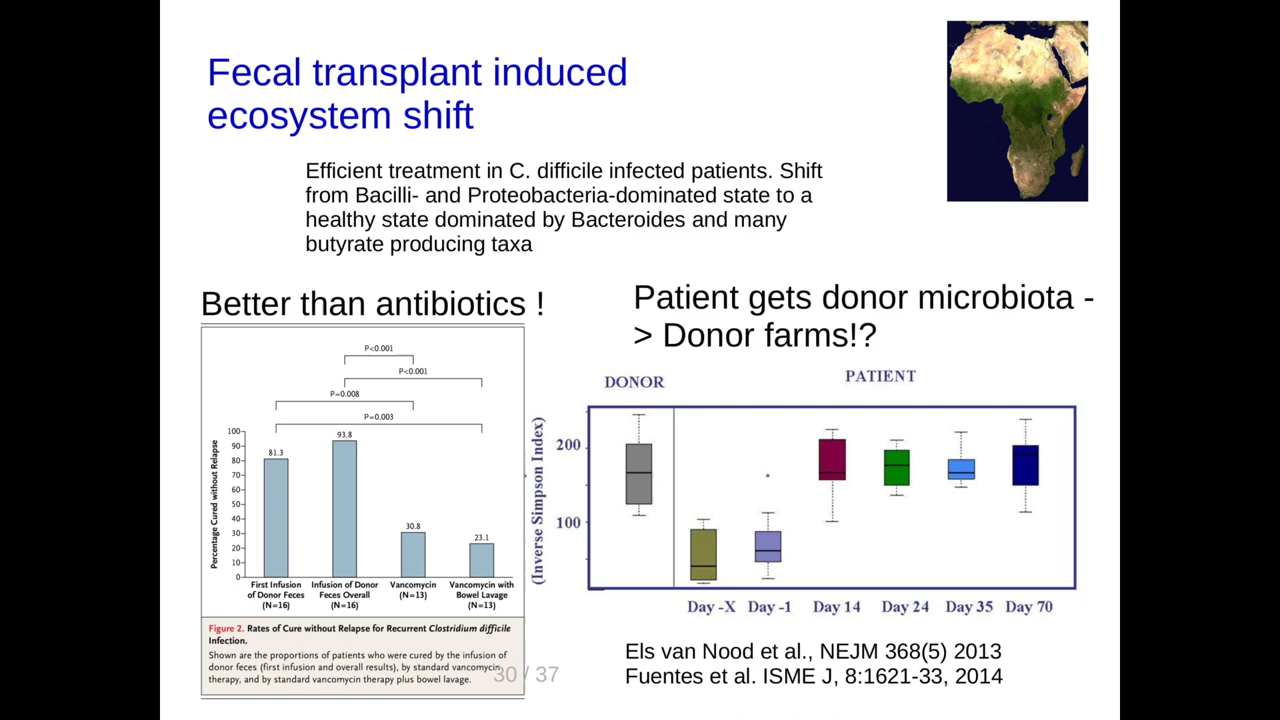 Fecal transplant induced
ecosystem shift
Efficient treatment in C. difficile infected patients. Shift
from Bacilli- and Proteobacteria-dominated state to a
healthy state dominated by Bacteroides and many
butyrate producing taxa
Better than antibiotics !
P<0.001
P<0.001
P=0.008
P=0.003
Percentage Cured without Relapse
100
90
80
70
60
50
40
30
20
10
0
81.3
93.8
30.8
23.1
First Infusion
of Donor Feces
(N=16)
Infusion of Donor
Feces Overall
(N=16)
Vancomycin
(N=13)
Vancomycin with
Bowel Lavage
(N=13)
Figure 2. Rates of Cure without Relapse for Recurrent Clostridium difficile
Infection.
Shown are the proportions of patients who were cured by the infusion of
donor feces (first infusion and overall results), by standard vancomycin
therapy, and by standard vancomycin therapy plus bowel lavage.
30 / 37
Patient gets donor microbiota -
> Donor farms!?
DONOR
PATIENT
(Inverse Simpson Index)
200
100
Day -X Day -1 Day 14 Day 24 Day 35 Day 70
Els van Nood et al., NEJM 368(5) 2013
Fuentes et al. ISME J, 8:1621-33, 2014